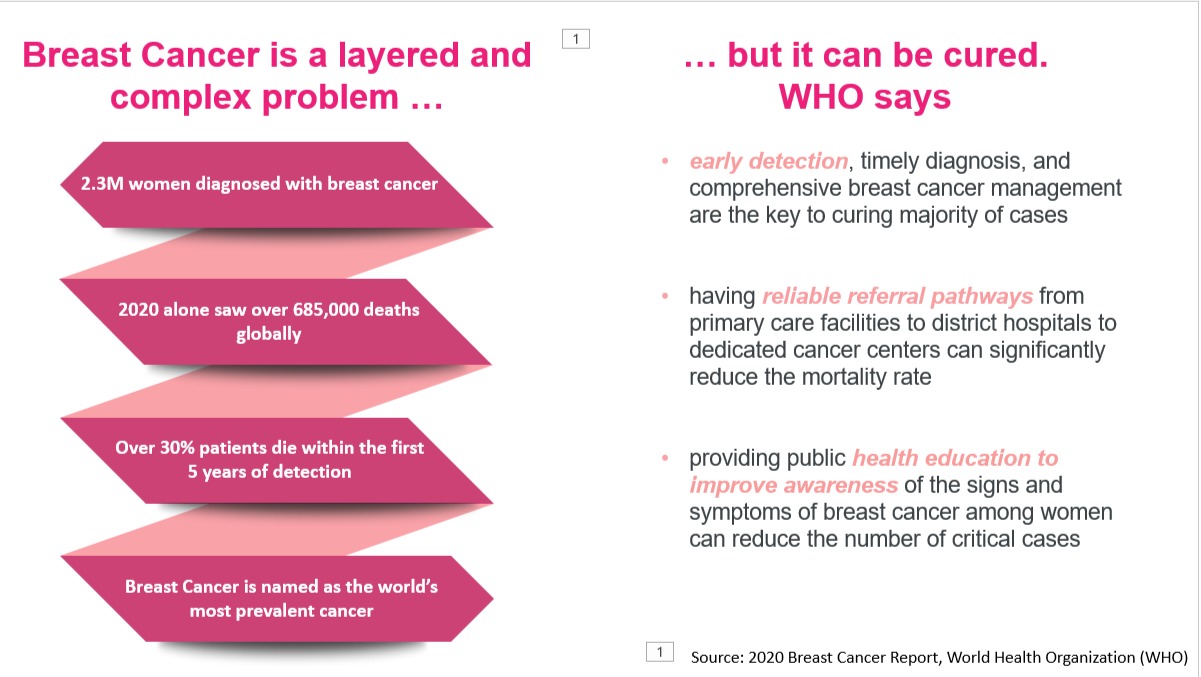 Breast Cancer is a layered and
complex problem …
1
2.3M women diagnosed with breast cancer
2020 alone saw over 685,000 deaths
globally
Over 30% patients die within the first
5 years of detection
Breast Cancer is named as the world’s
most prevalent cancer
… but it can be cured.
WHO says
• early detection, timely diagnosis, and
comprehensive breast cancer management
are the key to curing majority of cases
• having reliable referral pathways from
primary care facilities to district hospitals to
dedicated cancer centers can significantly
reduce the mortality rate
• providing public health education to
improve awareness of the signs and
symptoms of breast cancer among women
can reduce the number of critical cases
1 Source: 2020 Breast Cancer Report, World Health Organization (WHO)